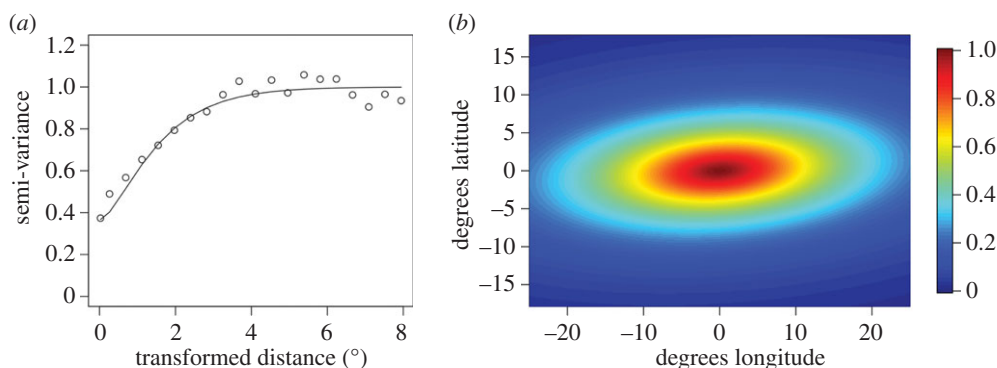 (a)
1.2
1.0
0.8
0.6
0.4
0.2
0
semi-variance
0 2 4 6 8
transformed distance (°)
(b)
15
10
5
0
−5
−10
−15
degrees latitude
−20 −10 0 10 20
degrees longitude
1.0
0.8
0.6
0.4
0.2
0